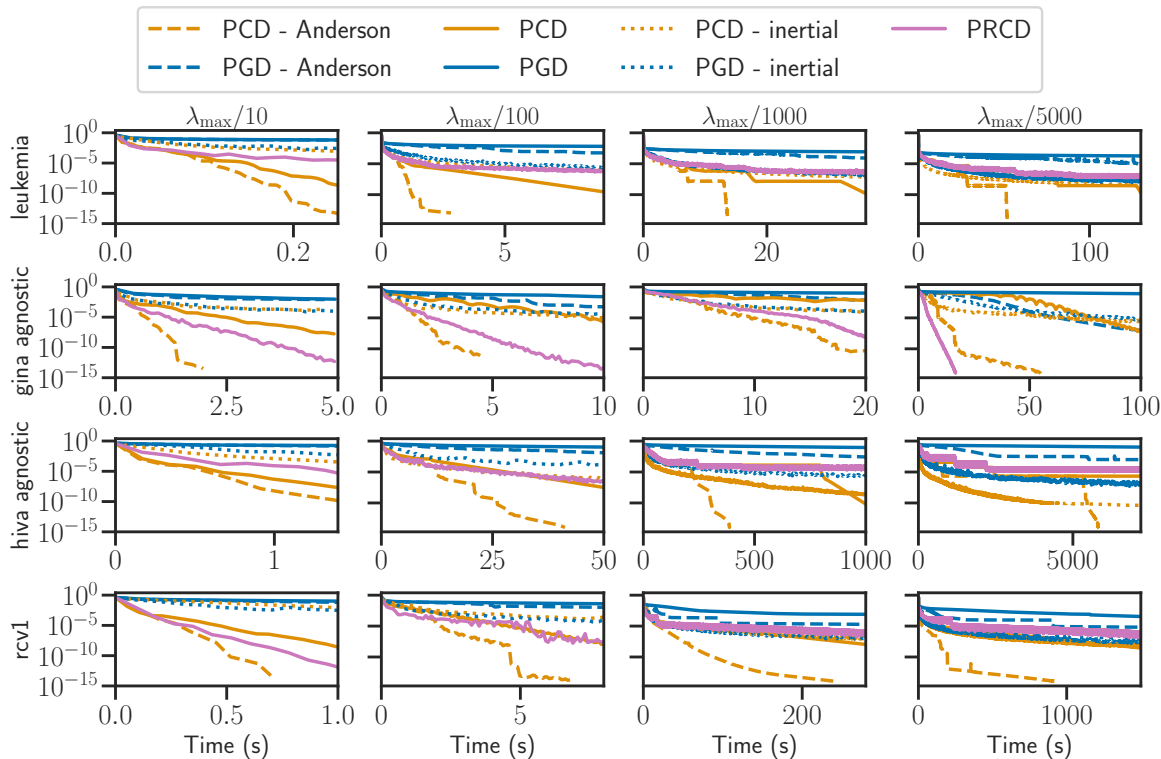 PCD - Anderson PCD PCD - inertial PRCD
PGD - Anderson PGD PGD - inertial
λmax/10 λmax/100 λmax/1000 λmax/5000
leukemia
10^0
10^-5
10^-10
10^-15
0.0 0.2 0 5 0 20 0 100
gina agnostic
10^0
10^-5
10^-10
10^-15
0.0 2.5 5.0 0 5 10 0 10 20 0 50 100
hiva agnostic
10^0
10^-5
10^-10
10^-15
0 1 0 25 50 0 500 1000 0 5000
rcv1
10^0
10^-5
10^-10
10^-15
0.0 0.5 1.0 0 5 0 200 0 1000
Time (s) Time (s) Time (s) Time (s)